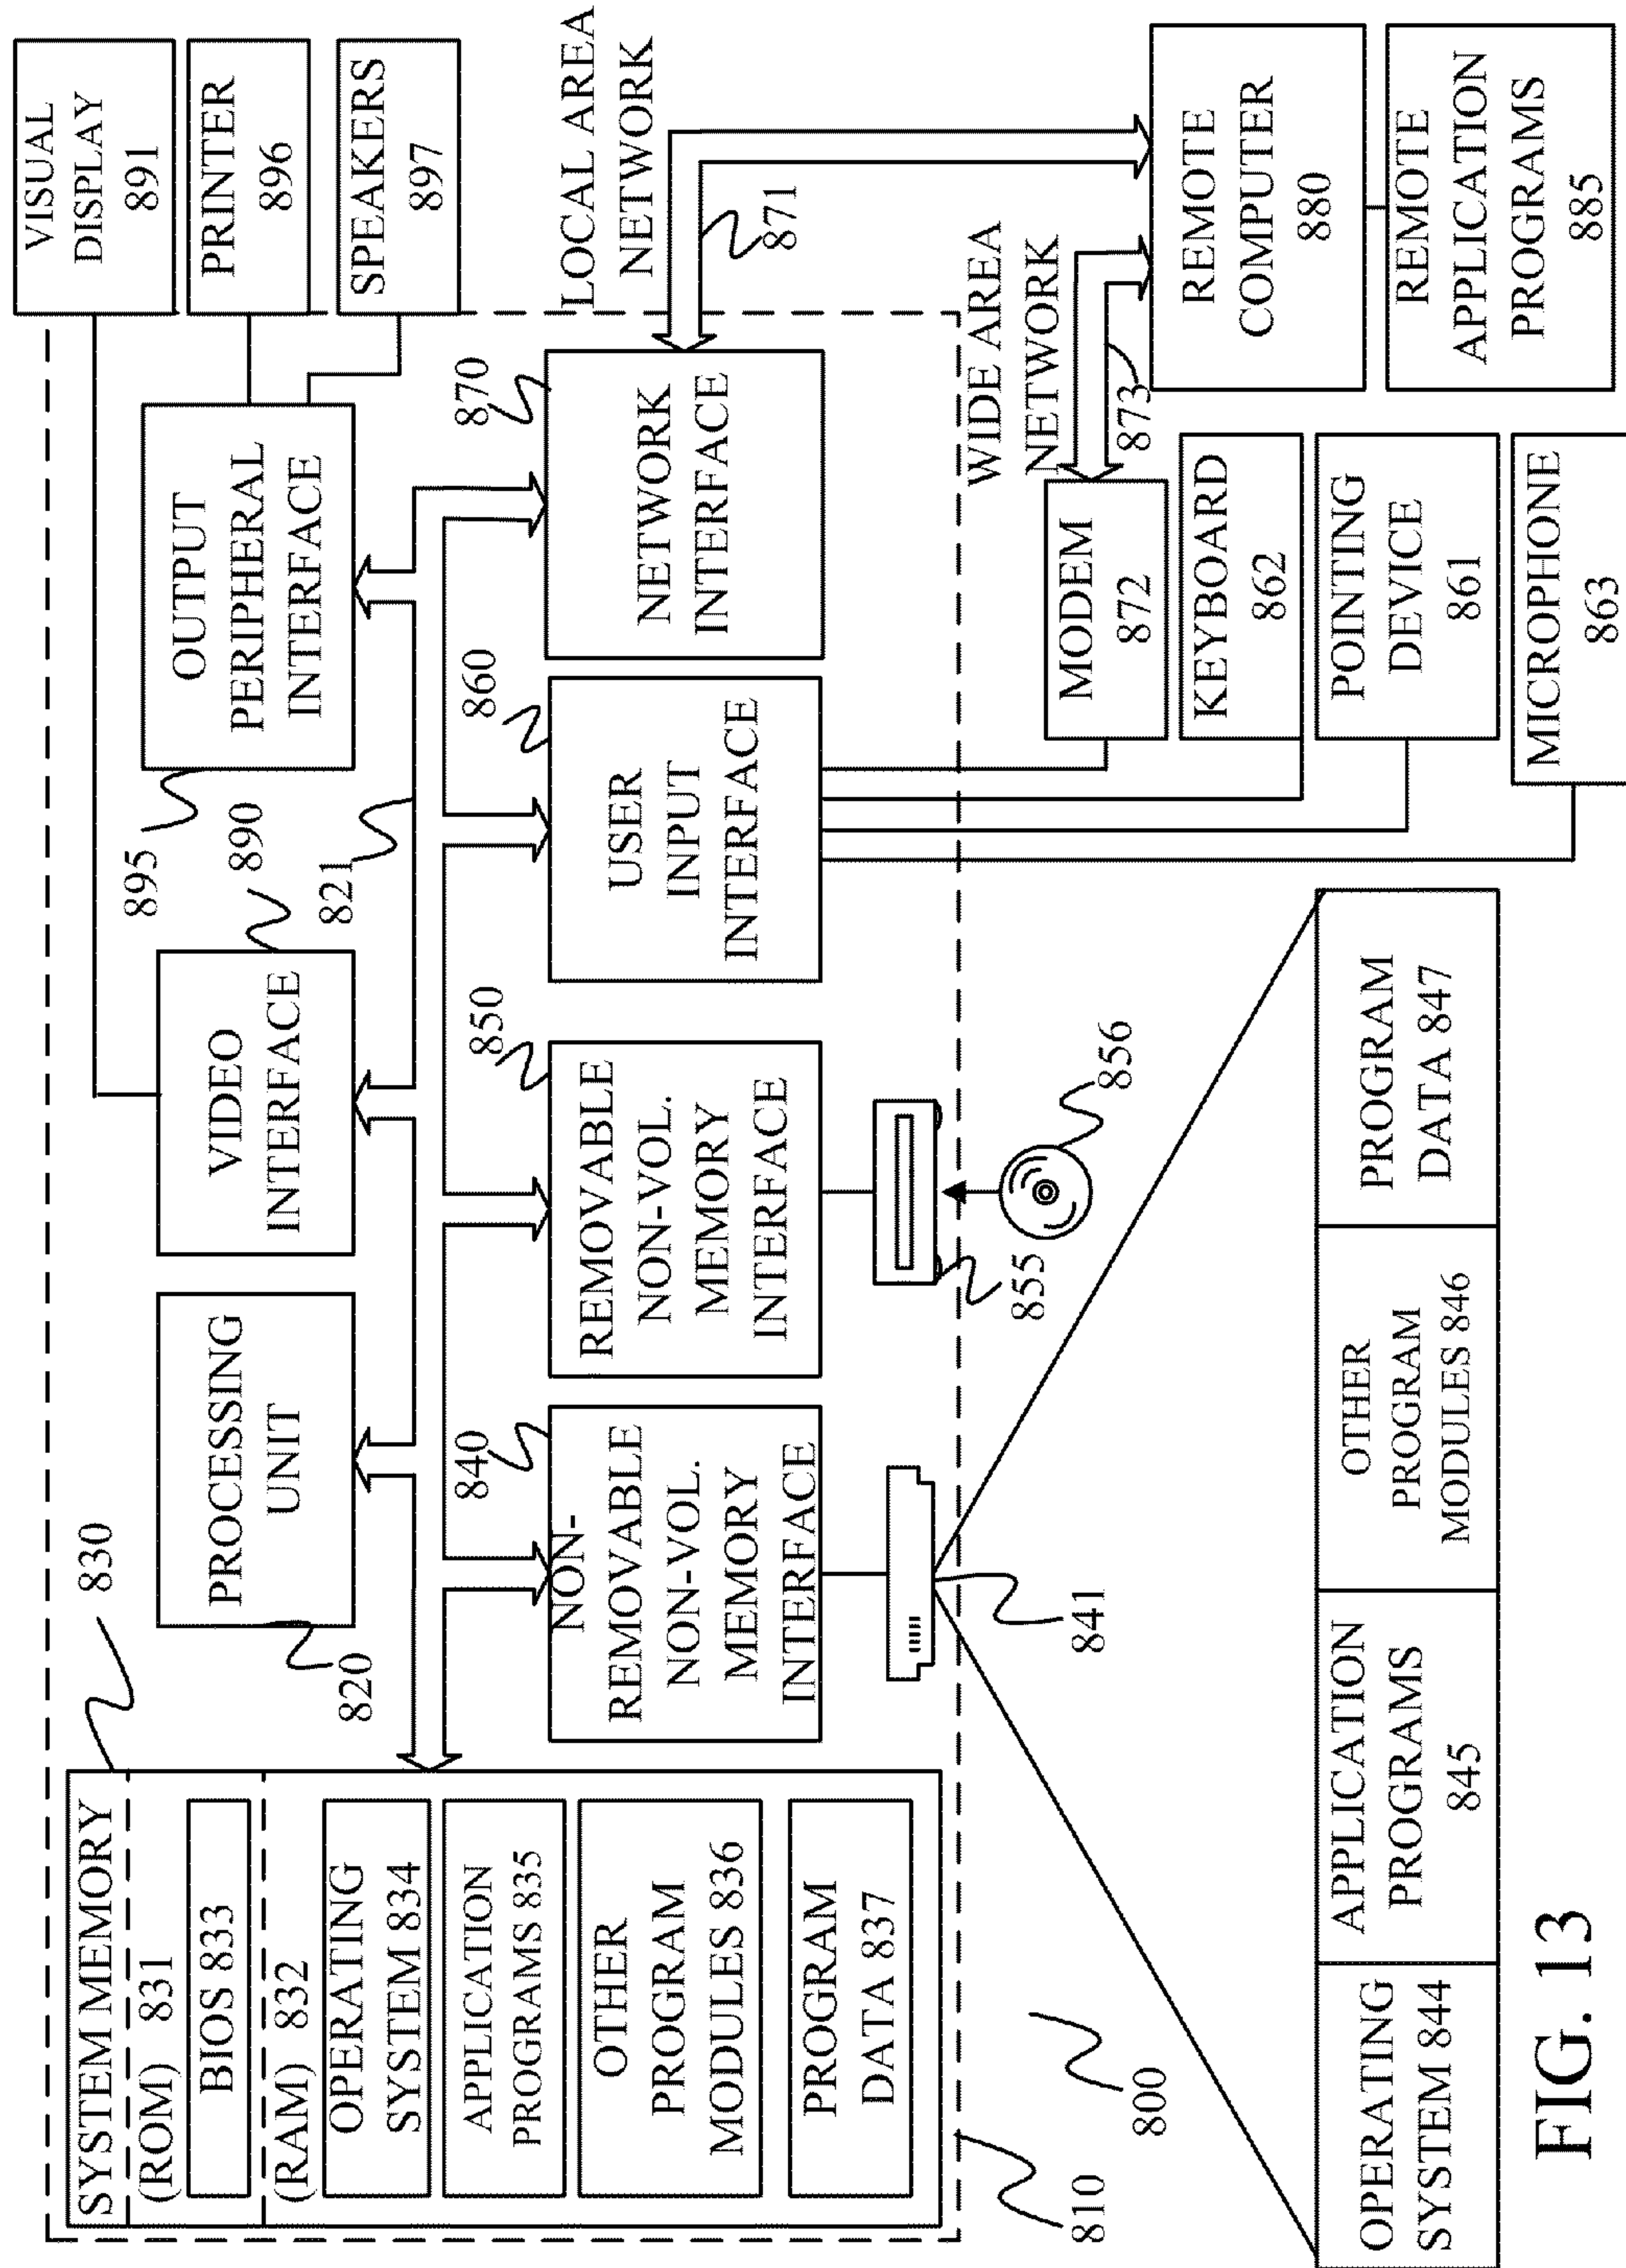 SYSTEM MEMORY
(ROM) 831
BIOS 833
(RAM) 832
OPERATING
SYSTEM 834
APPLICATION
PROGRAMS 835
OTHER
PROGRAM
MODULES 836
PROGRAM
DATA 837
830
PROCESSING
UNIT
820
VIDEO
INTERFACE
890
821
OUTPUT
PERIPHERAL
INTERFACE
895
VISUAL
DISPLAY
891
PRINTER
896
SPEAKERS
897
NON-
REMOVABLE
NON-VOL.
MEMORY
INTERFACE
840
REMOVABLE
NON-VOL.
MEMORY
INTERFACE
850
USER
INPUT
INTERFACE
860
NETWORK
INTERFACE
870
LOCAL AREA
NETWORK
871
841
855
856
WIDE AREA
NETWORK
873
MODEM
872
KEYBOARD
862
POINTING
DEVICE
861
MICROPHONE
863
REMOTE
COMPUTER
880
REMOTE
APPLICATION
PROGRAMS
885
810
800
OPERATING
SYSTEM 844
APPLICATION
PROGRAMS
845
OTHER
PROGRAM
MODULES 846
PROGRAM
DATA 847
FIG. 13